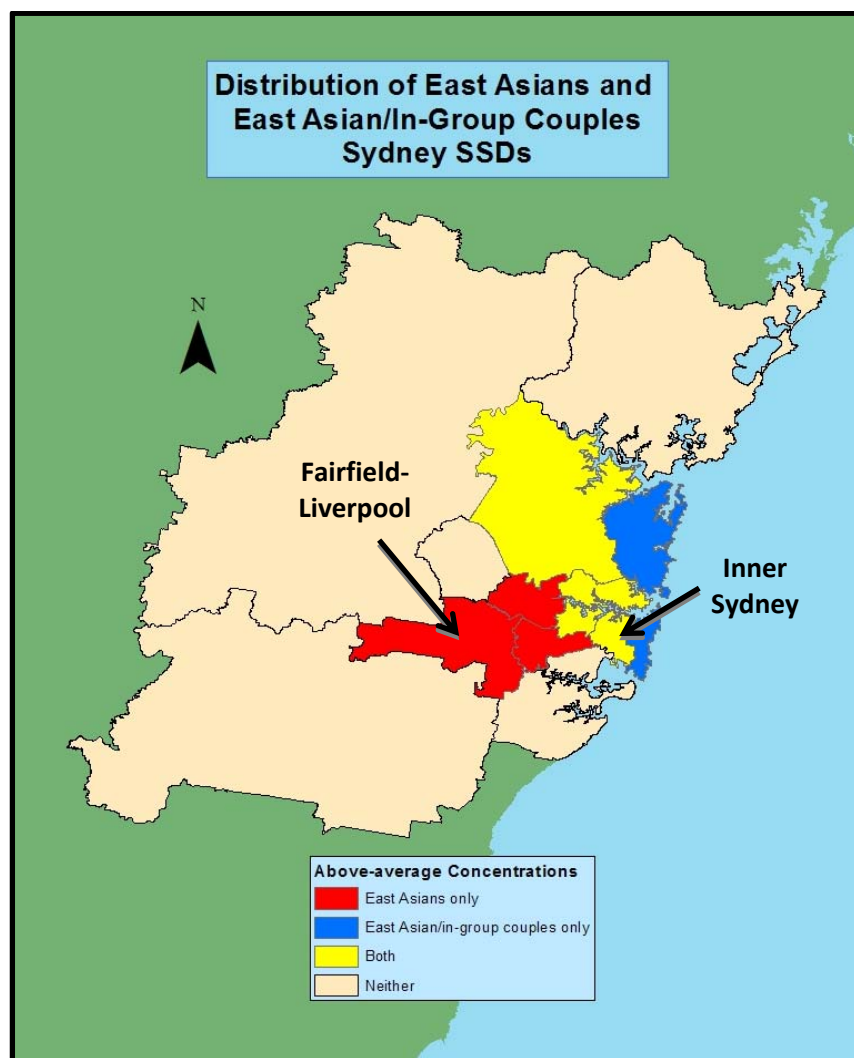 Distribution of East Asians and
East Asian/In-Group Couples
Sydney SSDs
N
Fairfield-
Liverpool
Inner
Sydney
Above-average Concentrations
East Asians only
East Asian/in-group couples only
Both
Neither